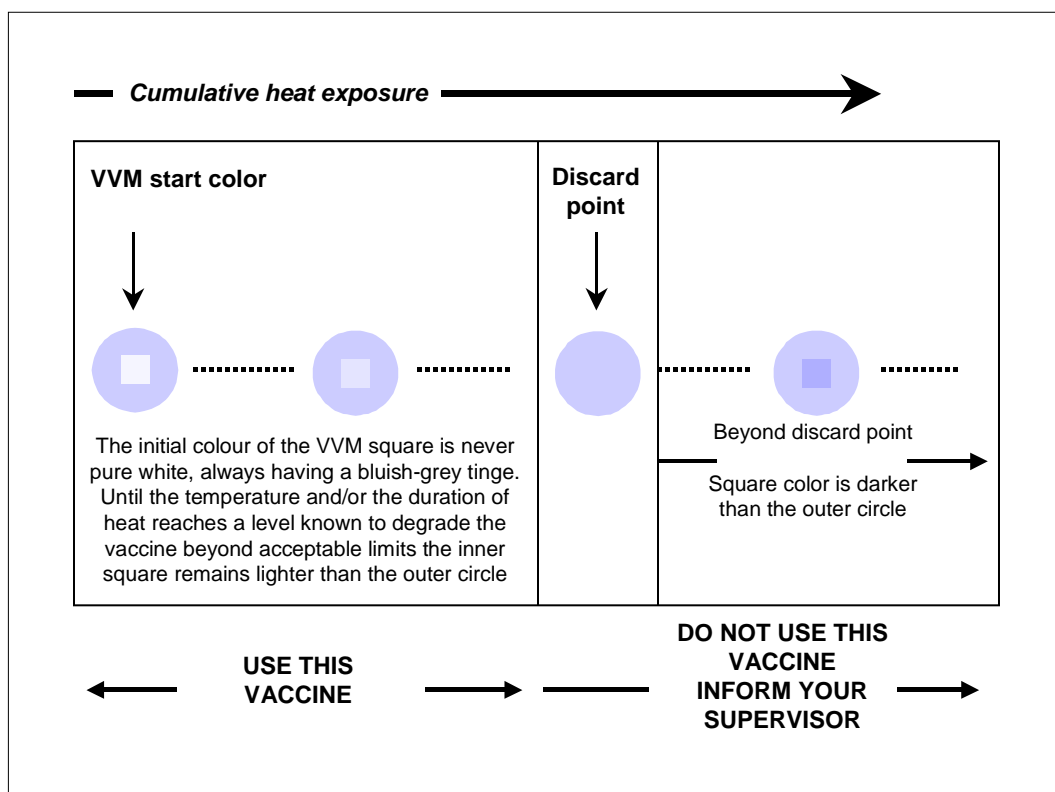 Cumulative heat exposure
VVM start color
Discard
point
The initial colour of the VVM square is never
pure white, always having a bluish-grey tinge.
Until the temperature and/or the duration of
heat reaches a level known to degrade the
vaccine beyond acceptable limits the inner
square remains lighter than the outer circle
Beyond discard point
Square color is darker
than the outer circle
USE THIS
VACCINE
DO NOT USE THIS
VACCINE
INFORM YOUR
SUPERVISOR